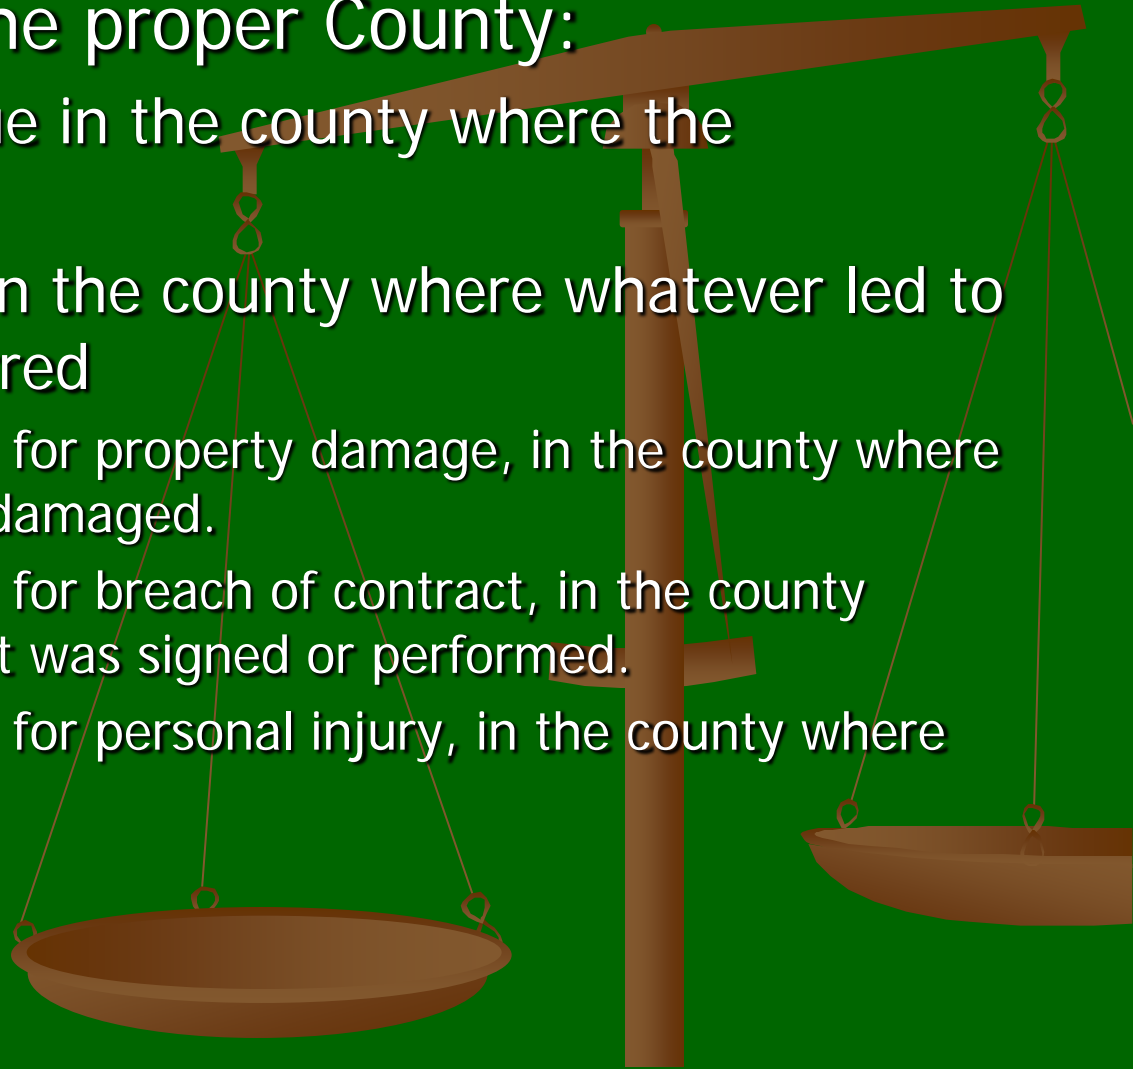 he proper County:
ue in the county where the
n the county where whatever led to
red
for property damage, in the county where
damaged.
for breach of contract, in the county
t was signed or performed.
for personal injury, in the county where